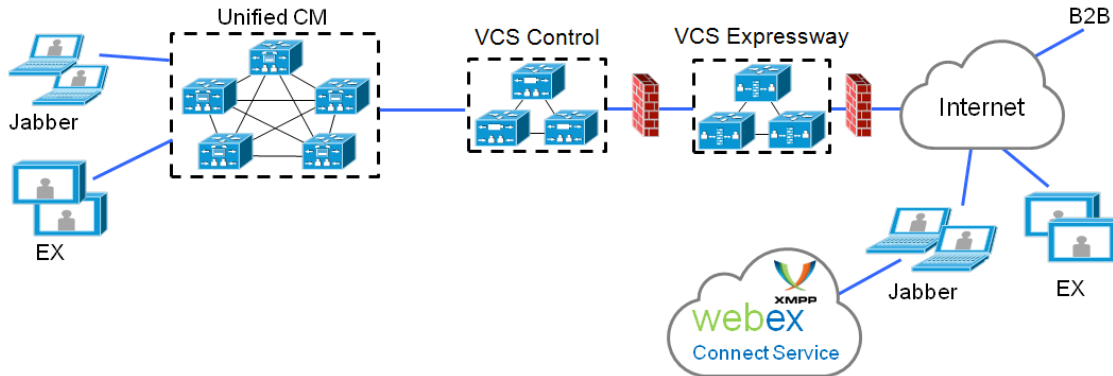 Unified CM
VCS Control
VCS Expressway
B2B
Jabber
Internet
EX
XMPP
webex
Connect Service
Jabber
EX